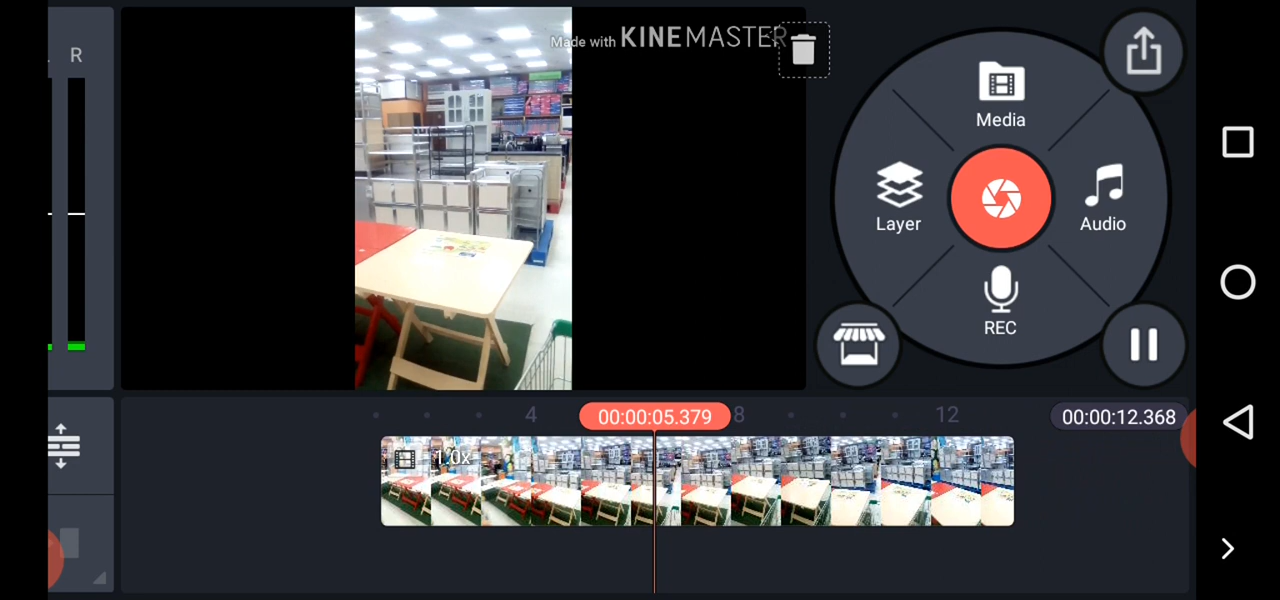 R
Made with KINEMASTER
Media
Layer
Audio
REC
4
00:00:05.379
8
12
00:00:12.368
1.0x